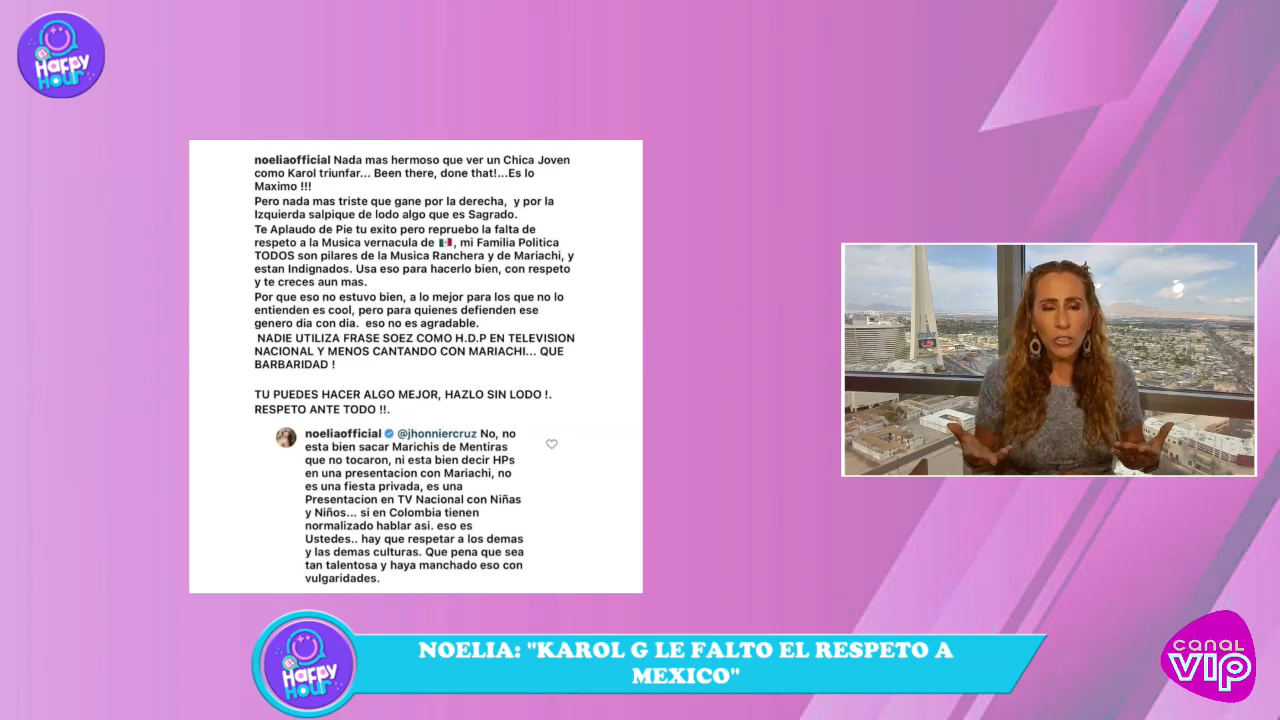 EL
Happy
Hour
noeliaofficial Nada mas hermoso que ver un Chica Joven
como Karol triunfar... Been there, done that!...Es lo
Maximo !!!
Pero nada mas triste que gane por la derecha, y por la
Izquierda salpique de lodo algo que es Sagrado.
Te Aplaudo de Pie tu exito pero repruebo la falta de
respeto a la Musica vernacula de 🇲🇽, mi Familia Politica
TODOS son pilares de la Musica Ranchera y de Mariachi, y
estan Indignados. Usa eso para hacerlo bien, con respeto
y te creces aun mas.
Por que eso no estuvo bien, a lo mejor para los que no lo
entienden es cool, pero para quienes defienden ese
genero dia con dia. eso no es agradable.
NADIE UTILIZA FRASE SOEZ COMO H.D.P EN TELEVISION
NACIONAL Y MENOS CANTANDO CON MARIACHI... QUE
BARBARIDAD !
TU PUEDES HACER ALGO MEJOR, HAZLO SIN LODO !.
RESPETO ANTE TODO !!.
noeliaofficial @jhonniercruz No, no
esta bien sacar Marichis de Mentiras
que no tocaron, ni esta bien decir HPs
en una presentacion con Mariachi, no
es una fiesta privada, es una
Presentacion en TV Nacional con Niñas
y Niños... si en Colombia tienen
normalizado hablar asi. eso es
Ustedes.. hay que respetar a los demas
y las demas culturas. Que pena que sea
tan talentosa y haya manchado eso con
vulgaridades.
EL
Happy
Hour
NOELIA: "KAROL G LE FALTO EL RESPETO A
MEXICO"
CANAL
VIP